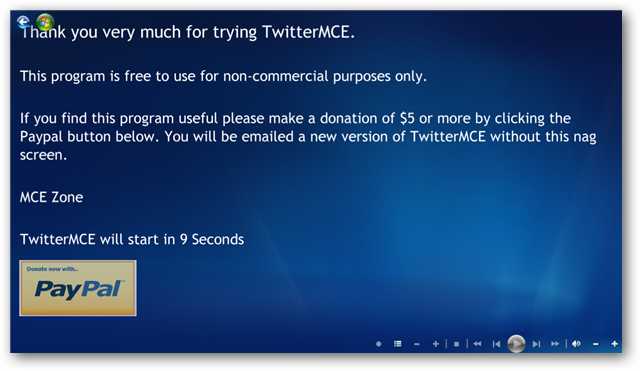 Thank you very much for trying TwitterMCE.
This program is free to use for non-commercial purposes only.
If you find this program useful please make a donation of $5 or more by clicking the
Paypal button below. You will be emailed a new version of TwitterMCE without this nag
screen.
MCE Zone
TwitterMCE will start in 9 Seconds
Donate now with..
PayPal